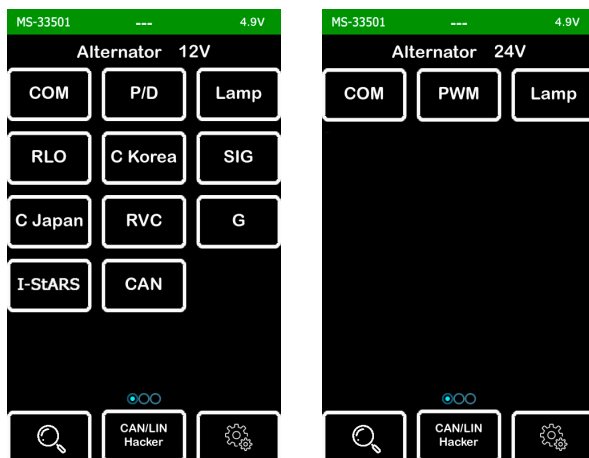 MS-33501 --- 4.9V
Alternator 12V
COM P/D Lamp
RLO C Korea SIG
C Japan RVC G
I-StARS CAN
CAN/LIN
Hacker
MS-33501 --- 4.9V
Alternator 24V
COM PWM Lamp
CAN/LIN
Hacker